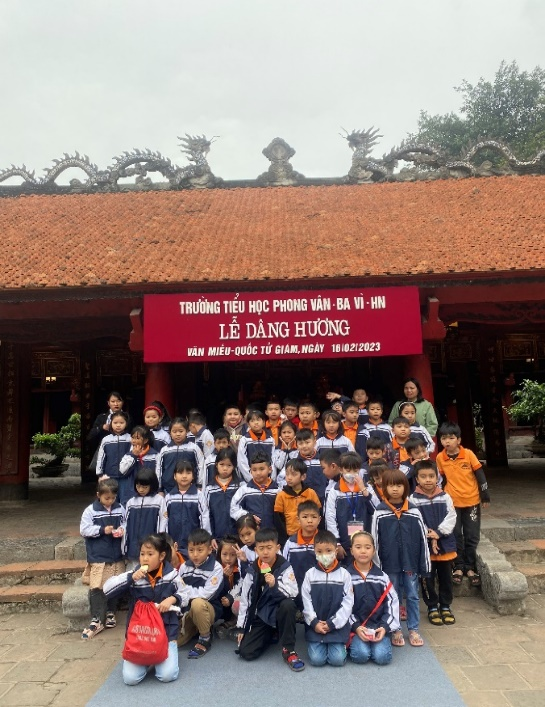 TRƯỜNG TIỂU HỌC PHONG VÂN - BA VÌ - HN
LỄ DÂNG HƯƠNG
VĂN MIẾU - QUỐC TỬ GIÁM, NGÀY 18/02/2023